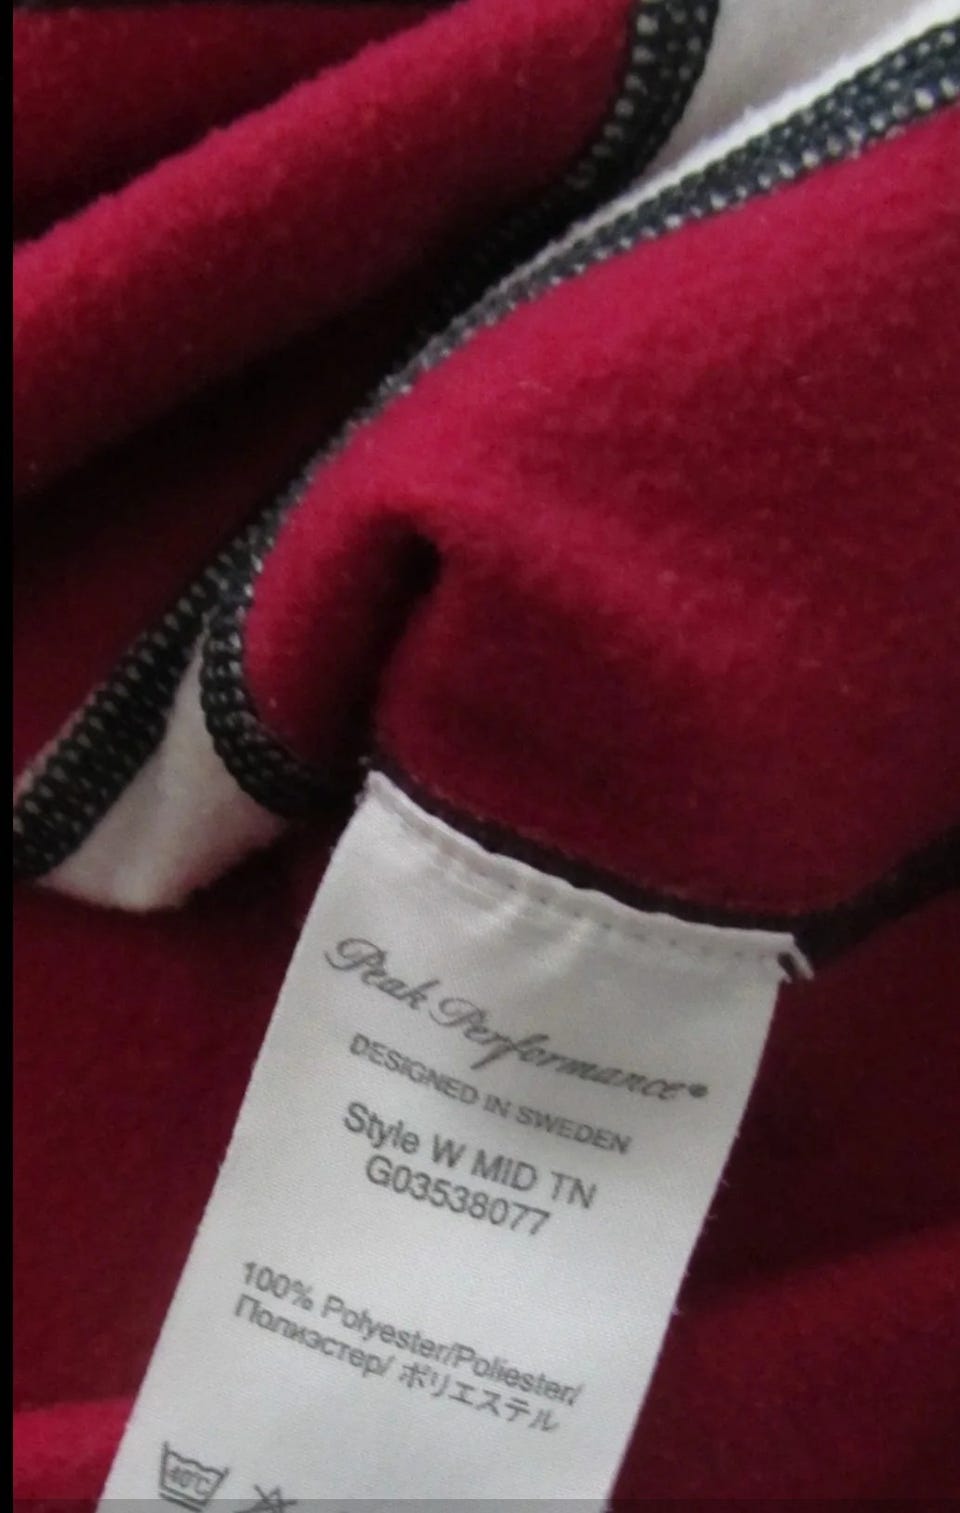 Peak Performance®
DESIGNED IN SWEDEN
Style W MID TN
G03538077
100% Polyester/Poliester/
Полиэстер/ ポリエステル
40°C